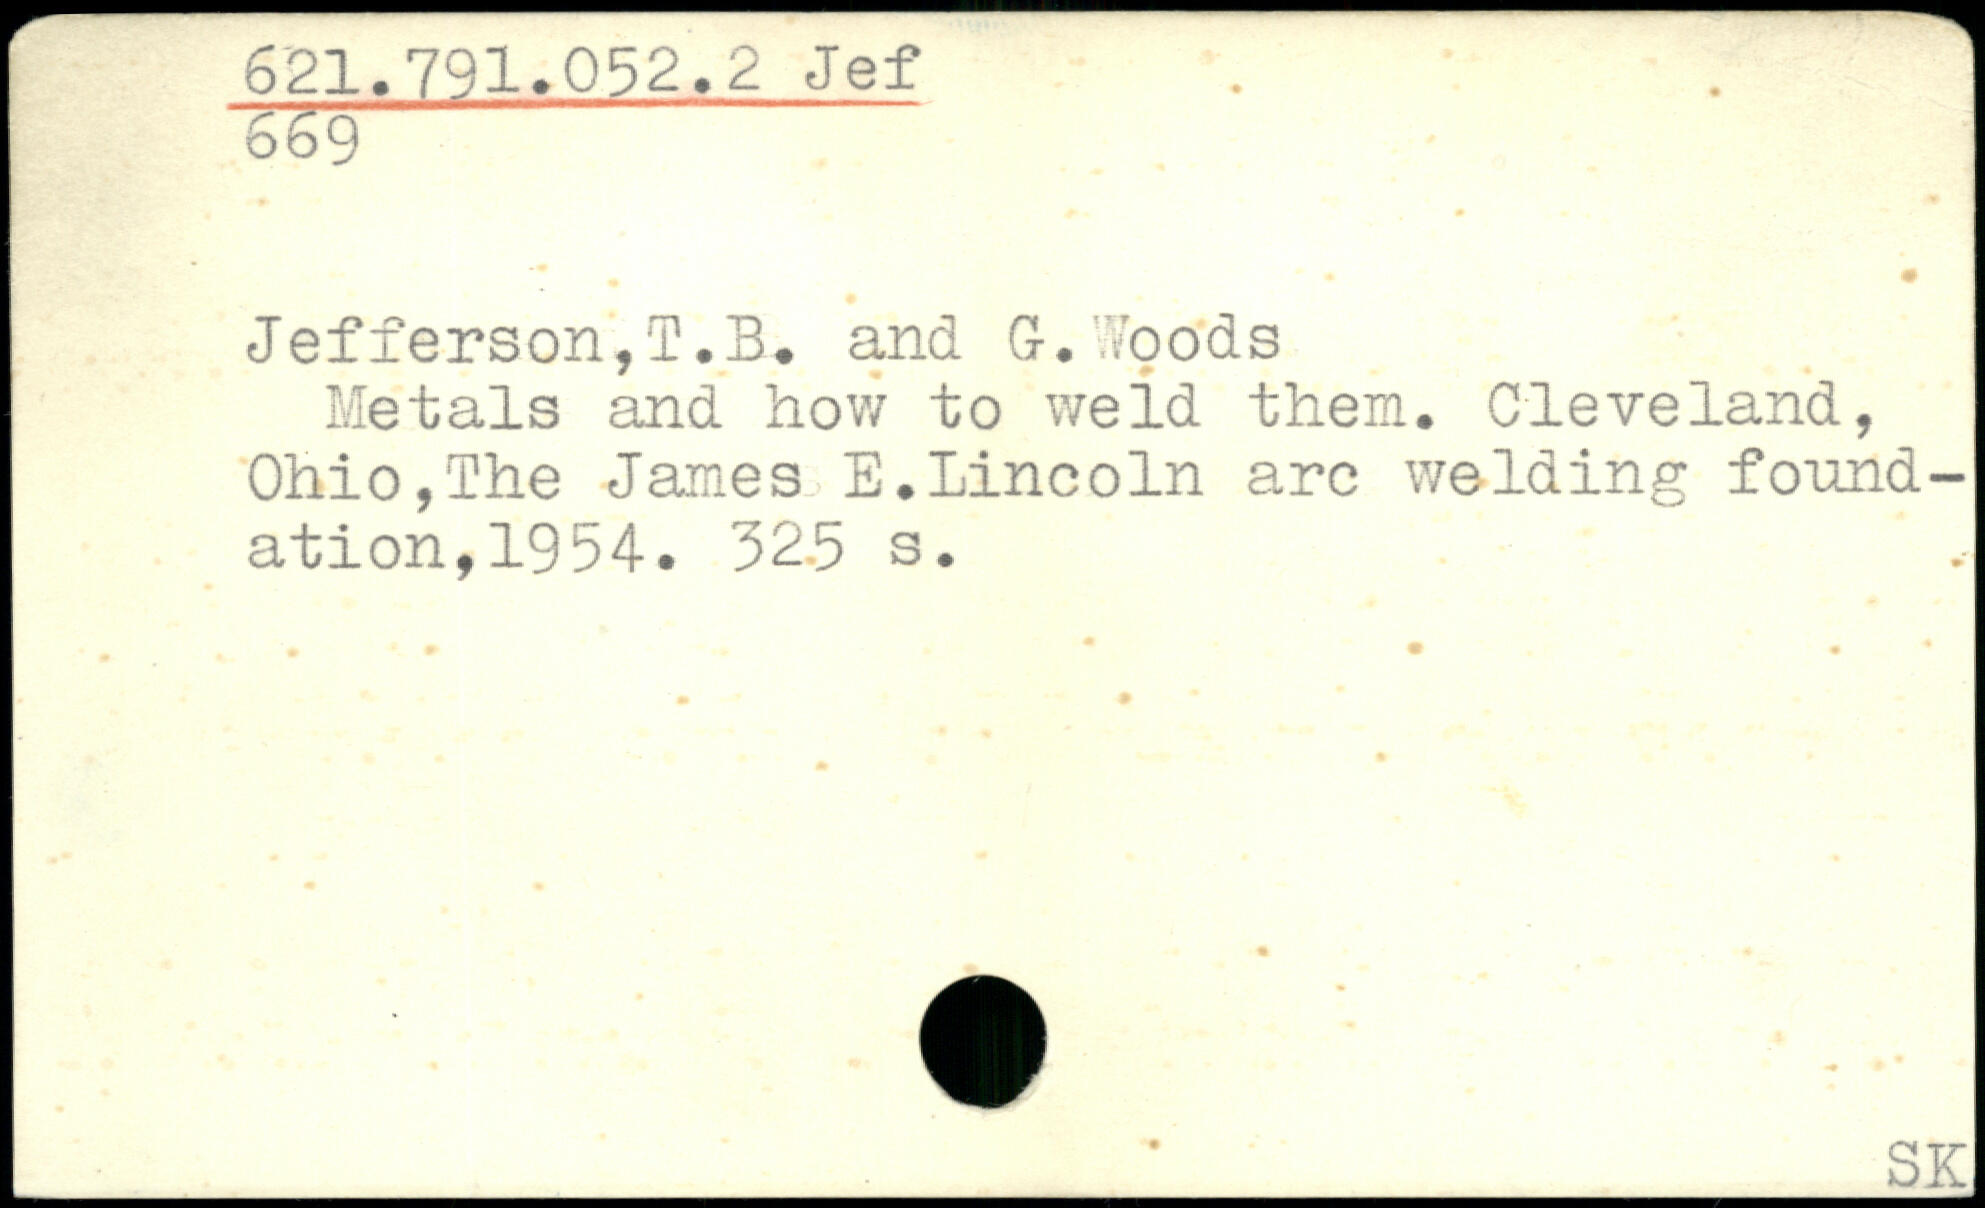 621.791.052.2 Jef
669
Jefferson,T.B. and G.Woods
Metals and how to weld them. Cleveland,
Ohio,The James E.Lincoln arc welding found-
ation,1954. 325 s.
SK